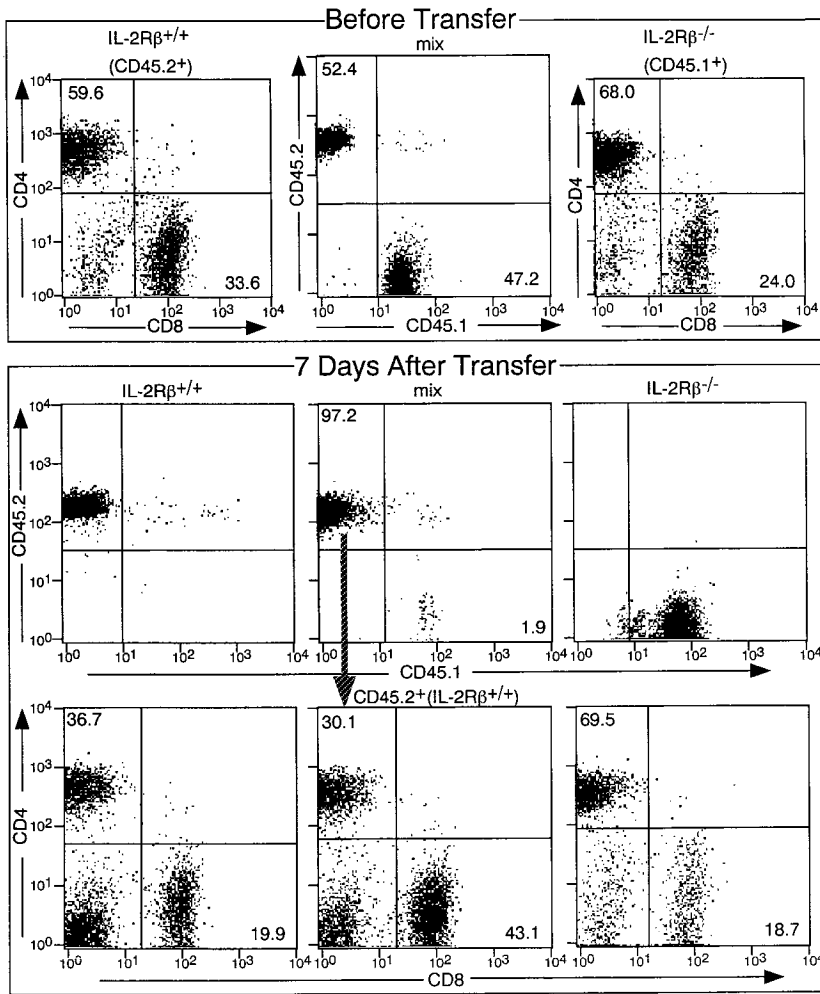 Before Transfer
IL-2Rβ+/+
(CD45.2+)
mix
IL-2Rβ-/-
(CD45.1+)
59.6
33.6
CD4
10⁴
10³
10²
10¹
10⁰
10⁰ 10¹ 10² 10³ 10⁴
CD8
52.4
47.2
CD45.2
10⁰ 10¹ 10² 10³ 10⁴
CD45.1
68.0
24.0
CD4
10⁰ 10¹ 10² 10³ 10⁴
CD8
7 Days After Transfer
IL-2Rβ+/+
mix
IL-2Rβ-/-
CD45.2
10⁴
10³
10²
10¹
10⁰
97.2
1.9
10⁰ 10¹ 10² 10³ 10⁴
10⁰ 10¹ 10² 10³ 10⁴
10⁰ 10¹ 10² 10³ 10⁴
CD45.1
CD45.2+(IL-2Rβ+/+)
CD4
10⁴
10³
10²
10¹
10⁰
36.7
19.9
30.1
43.1
69.5
18.7
10⁰ 10¹ 10² 10³ 10⁴
10⁰ 10¹ 10² 10³ 10⁴
10⁰ 10¹ 10² 10³ 10⁴
CD8